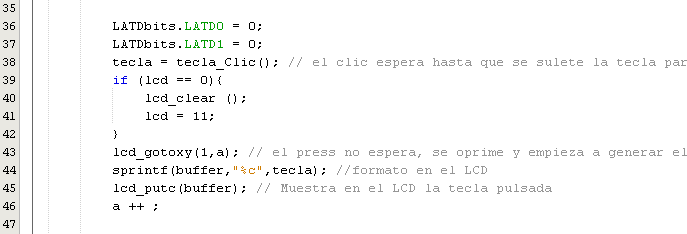 35
36 LATDbits.LATD0 = 0;
37 LATDbits.LATD1 = 0;
38 tecla = tecla_Clic(); // el clic espera hasta que se sulete la tecla par
39 if (lcd == 0){
40 lcd_clear ();
41 lcd = 11;
42 }
43 lcd_gotoxy(1,a); // el press no espera, se oprime y empieza a generar el
44 sprintf(buffer,"%c",tecla); //formato en el LCD
45 lcd_putc(buffer); // Muestra en el LCD la tecla pulsada
46 a ++ ;
47